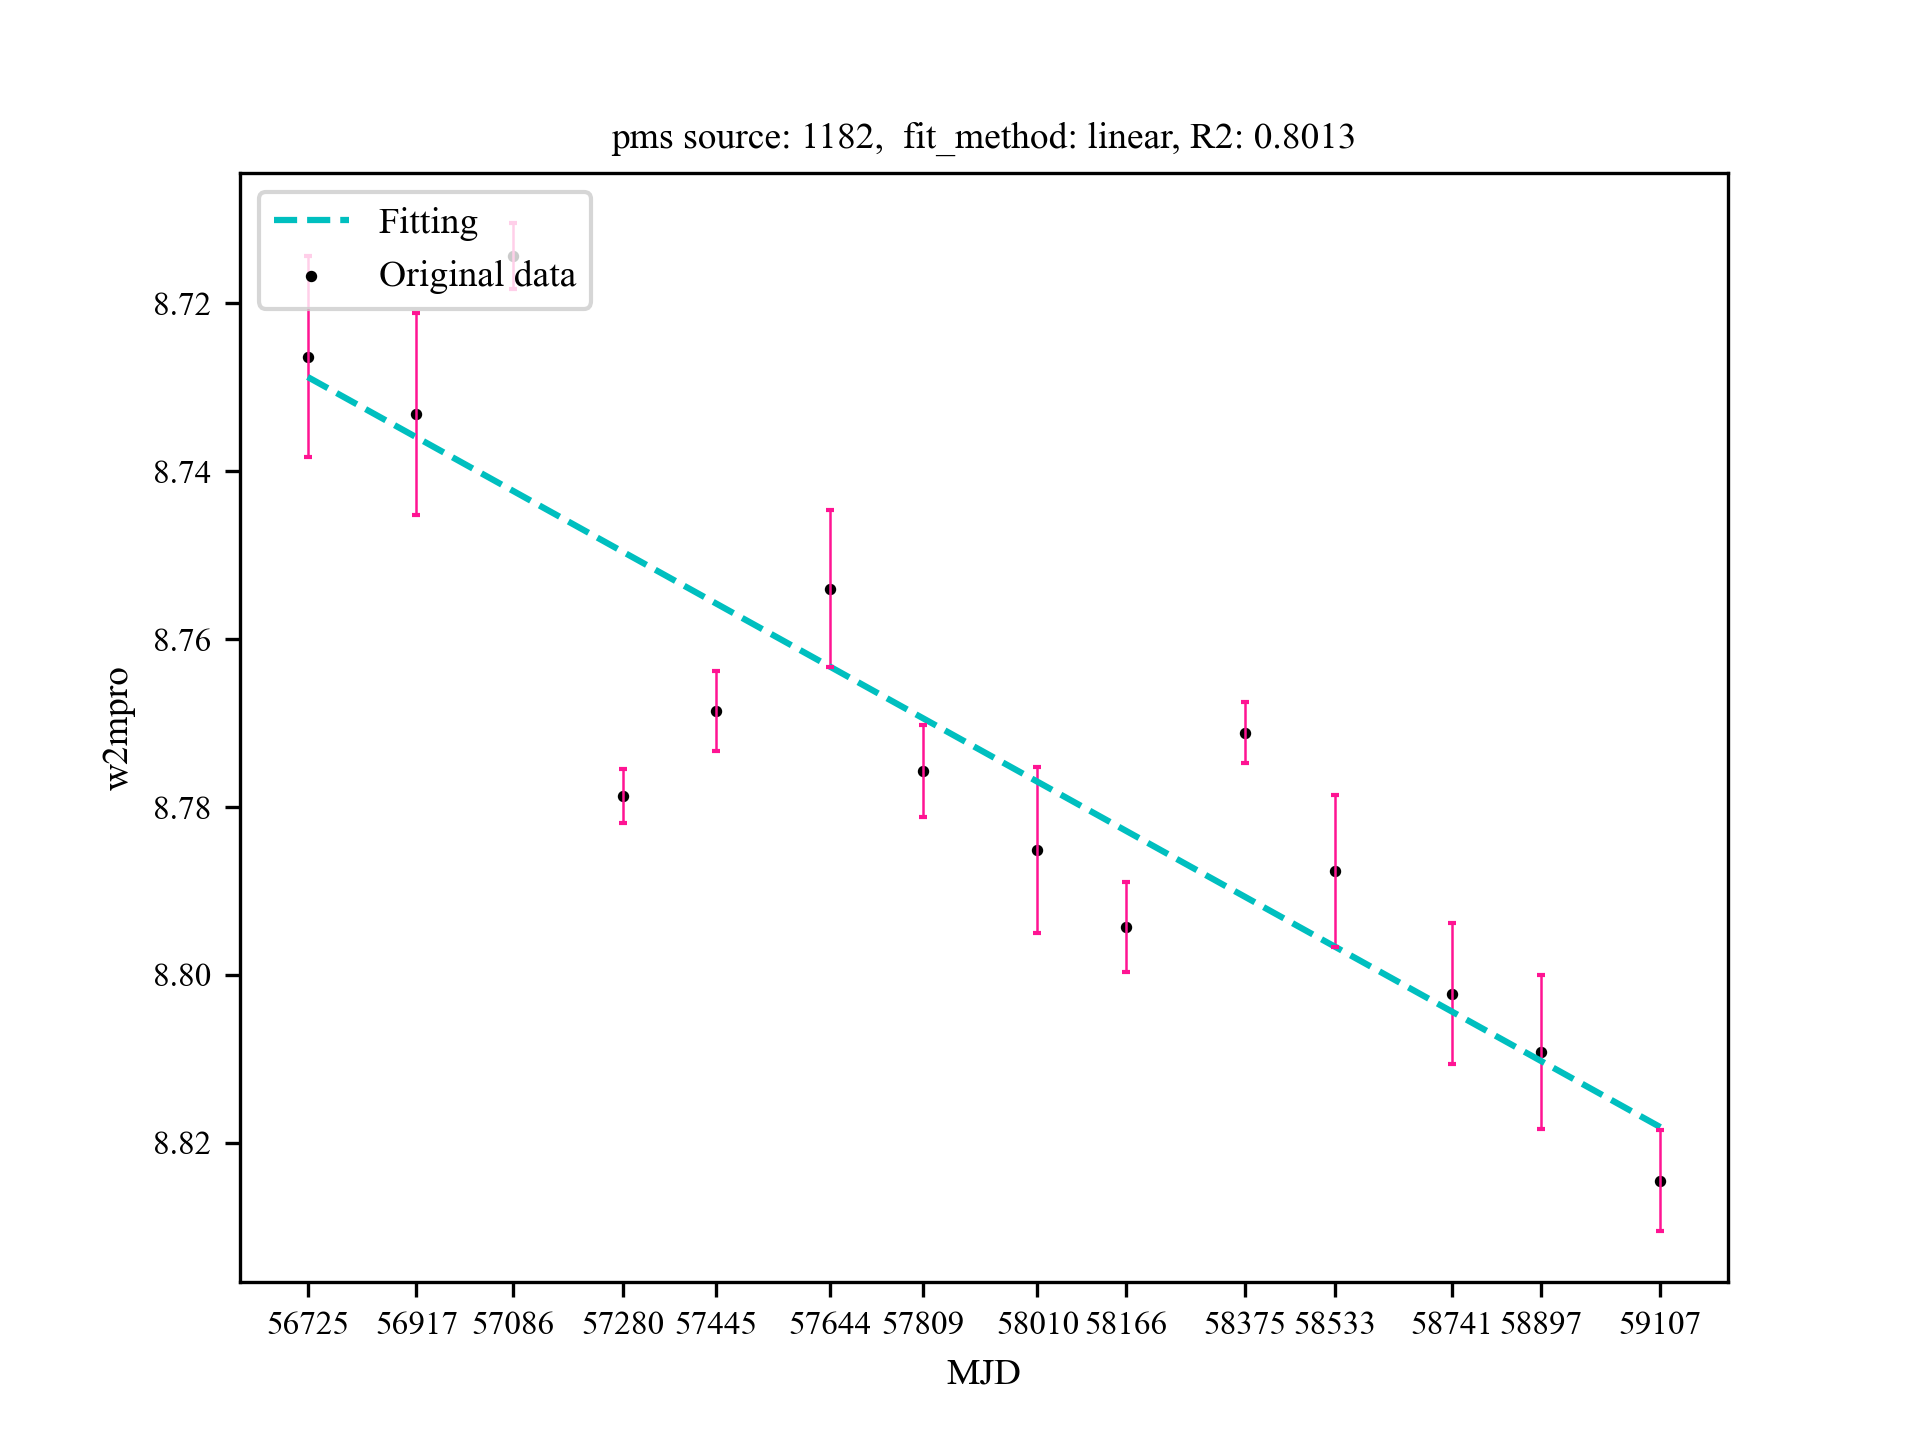 pms source: 1182, fit_method: linear, R2: 0.8013
Fitting
Original data
8.72
8.74
8.76
8.78
8.80
8.82
w2mpro
56725 56917 57086 57280 57445 57644 57809 58010 58166 58375 58533 58741 58897 59107
MJD